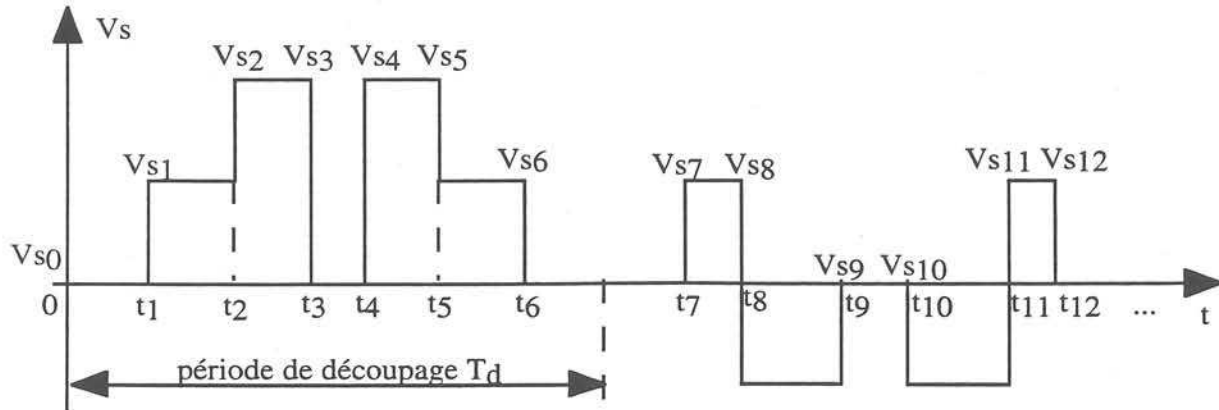 Vs
Vs2 Vs3 Vs4 Vs5
Vs1 Vs6 Vs7 Vs8 Vs11 Vs12
Vs0 Vs9 Vs10
0 t1 t2 t3 t4 t5 t6 t7 t8 t9 t10 t11 t12 ... t
période de découpage Td